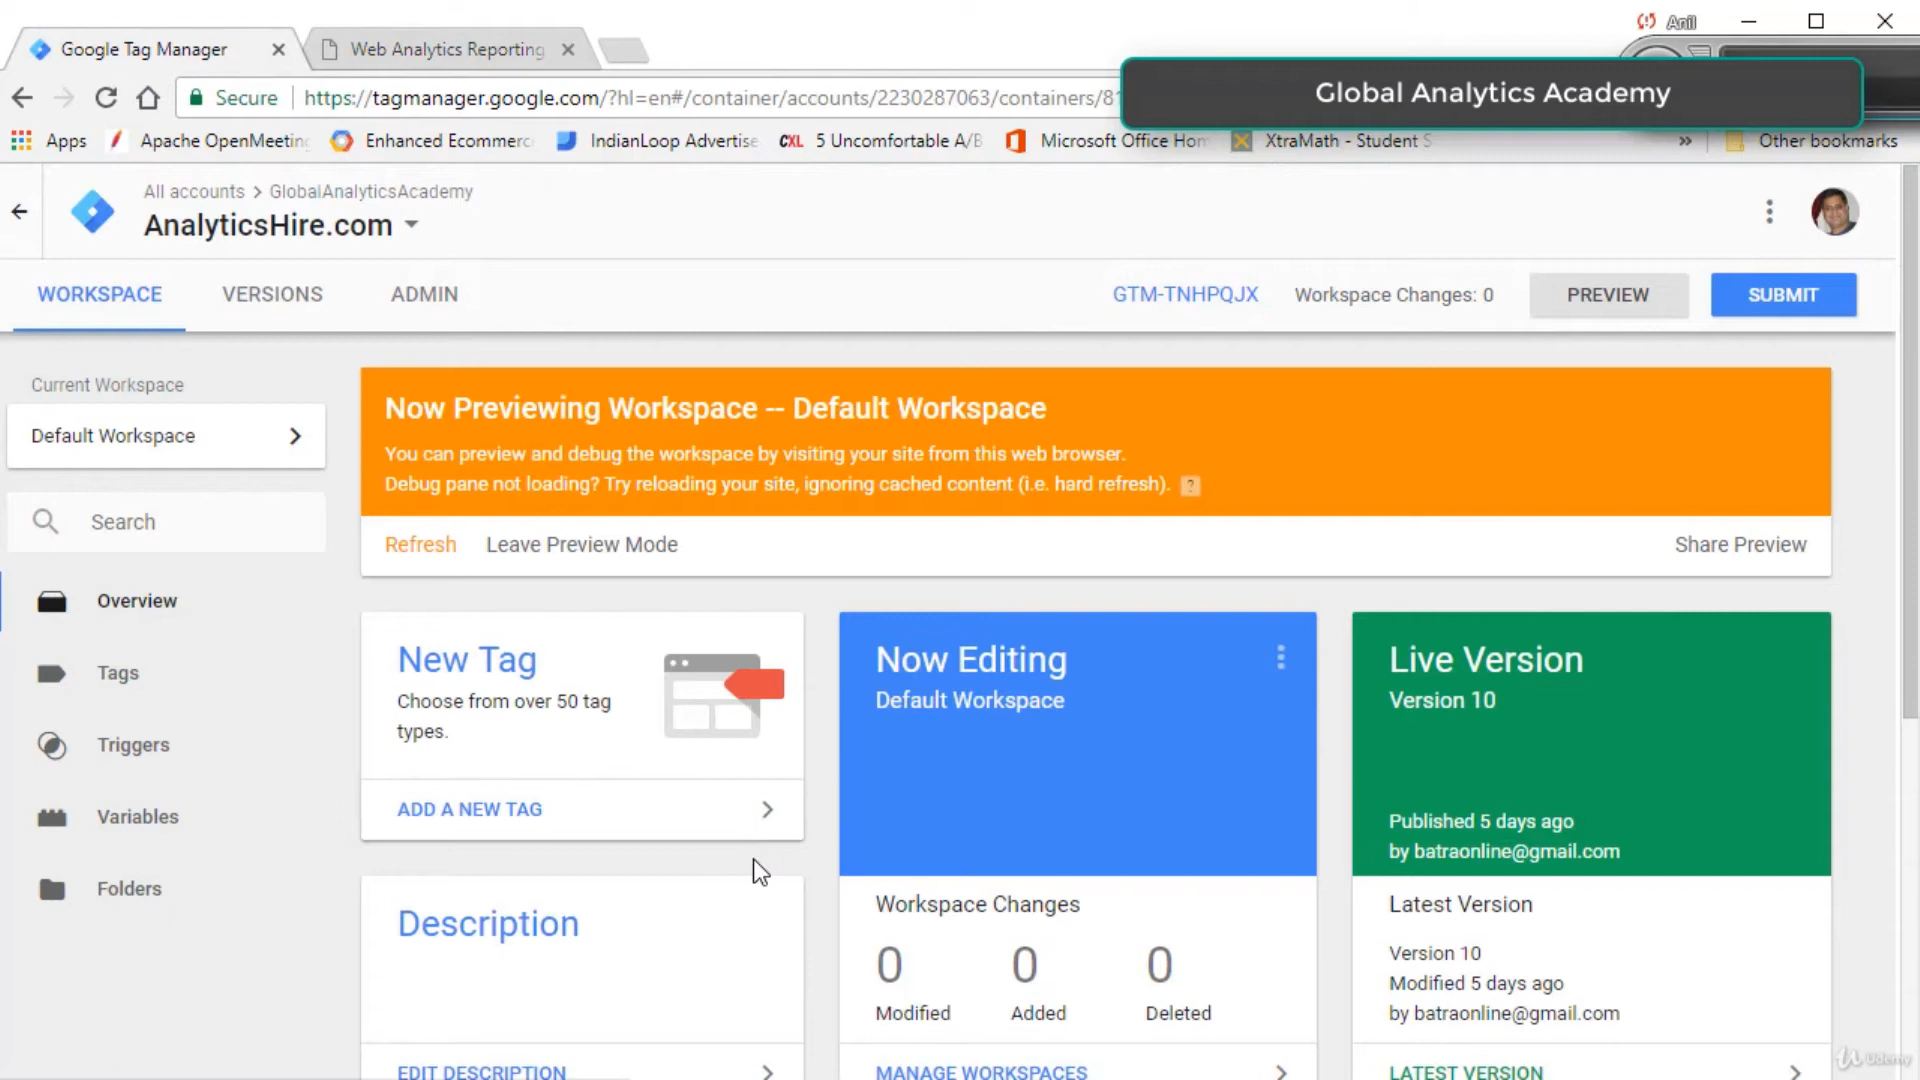 Anil
Google Tag Manager
Web Analytics Reporting
Global Analytics Academy
Secure
https://tagmanager.google.com/?hl=en#/container/accounts/2230287063/containers/81
Apps
Apache OpenMeeting
Enhanced Ecommerc
IndianLoop Advertise
CXL 5 Uncomfortable A/B
Microsoft Office Hom
XtraMath - Student S
»
Other bookmarks
All accounts > GlobalAnalyticsAcademy
AnalyticsHire.com
WORKSPACE
VERSIONS
ADMIN
GTM-TNHPQJX
Workspace Changes: 0
PREVIEW
SUBMIT
Current Workspace
Default Workspace
Search
Overview
Tags
Triggers
Variables
Folders
Now Previewing Workspace -- Default Workspace
You can preview and debug the workspace by visiting your site from this web browser.
Debug pane not loading? Try reloading your site, ignoring cached content (i.e. hard refresh). ?
Refresh
Leave Preview Mode
Share Preview
New Tag
Choose from over 50 tag
types.
ADD A NEW TAG
Description
EDIT DESCRIPTION
Now Editing
Default Workspace
Workspace Changes
0 0 0
Modified Added Deleted
MANAGE WORKSPACES
Live Version
Version 10
Published 5 days ago
by batraonline@gmail.com
Latest Version
Version 10
Modified 5 days ago
by batraonline@gmail.com
LATEST VERSION
Udemy